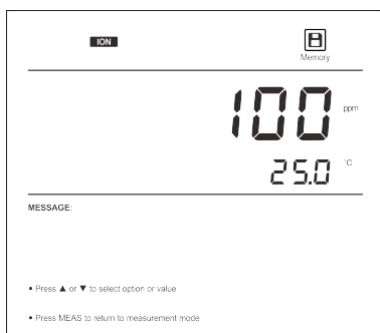 ION
Memory
100 ppm
25.0 °C
MESSAGE:
• Press ▲ or ▼ to select option or value
• Press MEAS to return to measurement mode